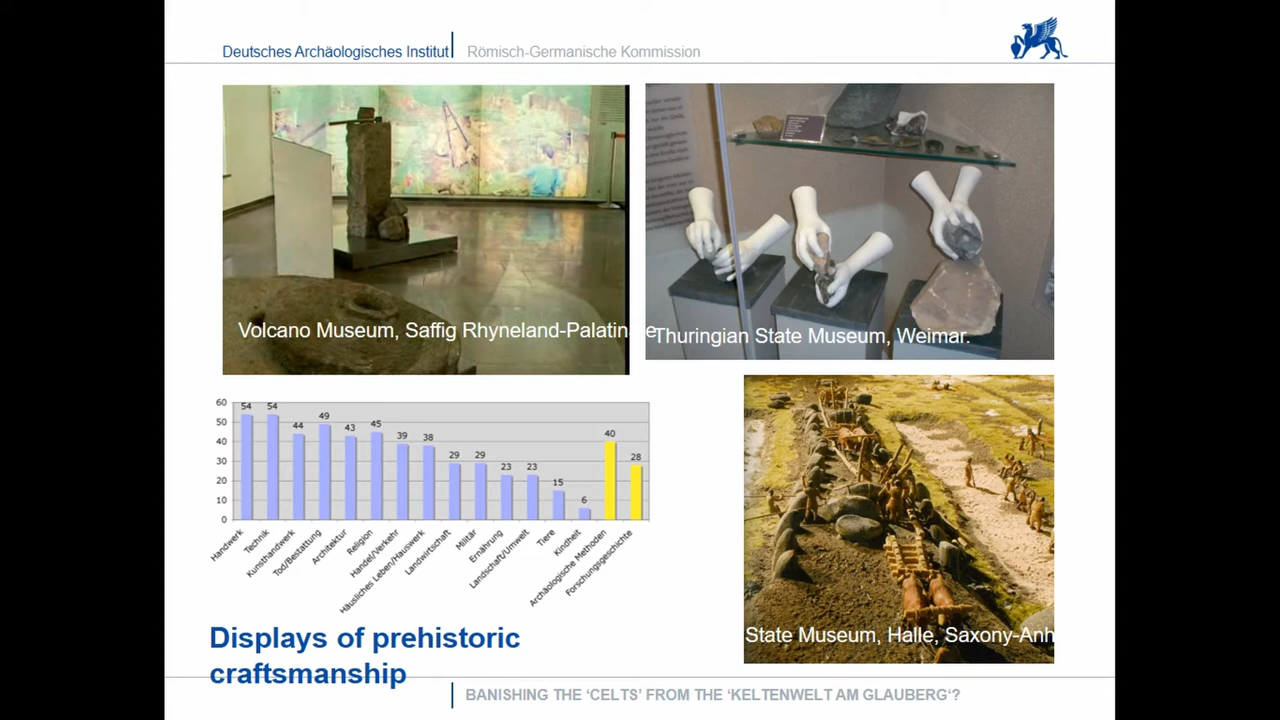 Deutsches Archäologisches Institut
Römisch-Germanische Kommission
Volcano Museum, Saffig Rhyneland-Palatin e
Thuringian State Museum, Weimar.
60
50
40
30
20
10
0
54
54
44
49
43
45
39
38
29
29
23
23
15
6
40
28
Handwerk
Technik
Kunsthandwerk
Tod/Bestattung
Architektur
Religion
Handel/Verkehr
Häusliches Leben/Hauswerk
Landwirtschaft
Militär
Ernährung
Landschaft/Umwelt
Tiere
Kindheit
Archäologische Methoden
Forschungsgeschichte
State Museum, Halle, Saxony-Anh
Displays of prehistoric
craftsmanship
BANISHING THE ‘CELTS’ FROM THE ‘KELTENWELT AM GLAUBERG‘?